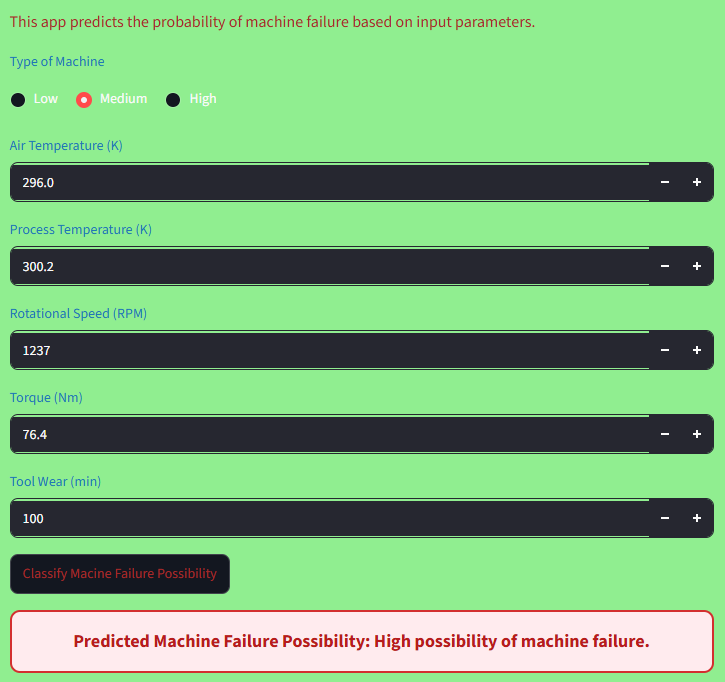 This app predicts the probability of machine failure based on input parameters.
Type of Machine
Low Medium High
Air Temperature (K)
296.0 − +
Process Temperature (K)
300.2 − +
Rotational Speed (RPM)
1237 − +
Torque (Nm)
76.4 − +
Tool Wear (min)
100 − +
Classify Macine Failure Possibility
Predicted Machine Failure Possibility: High possibility of machine failure.